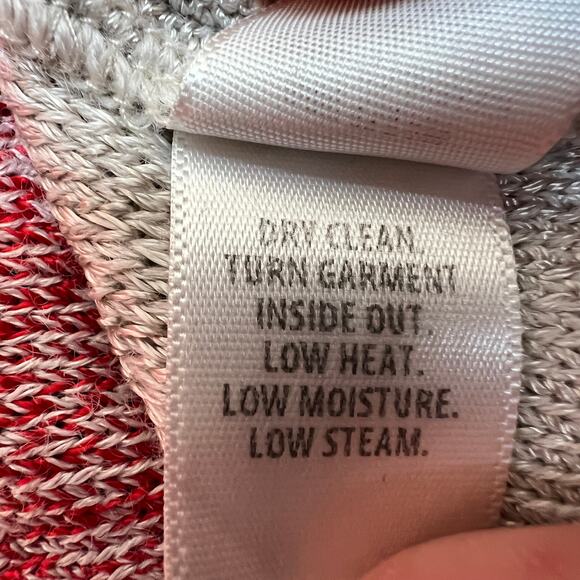 DRY CLEAN.
TURN GARMENT
INSIDE OUT.
LOW HEAT.
LOW MOISTURE.
LOW STEAM.